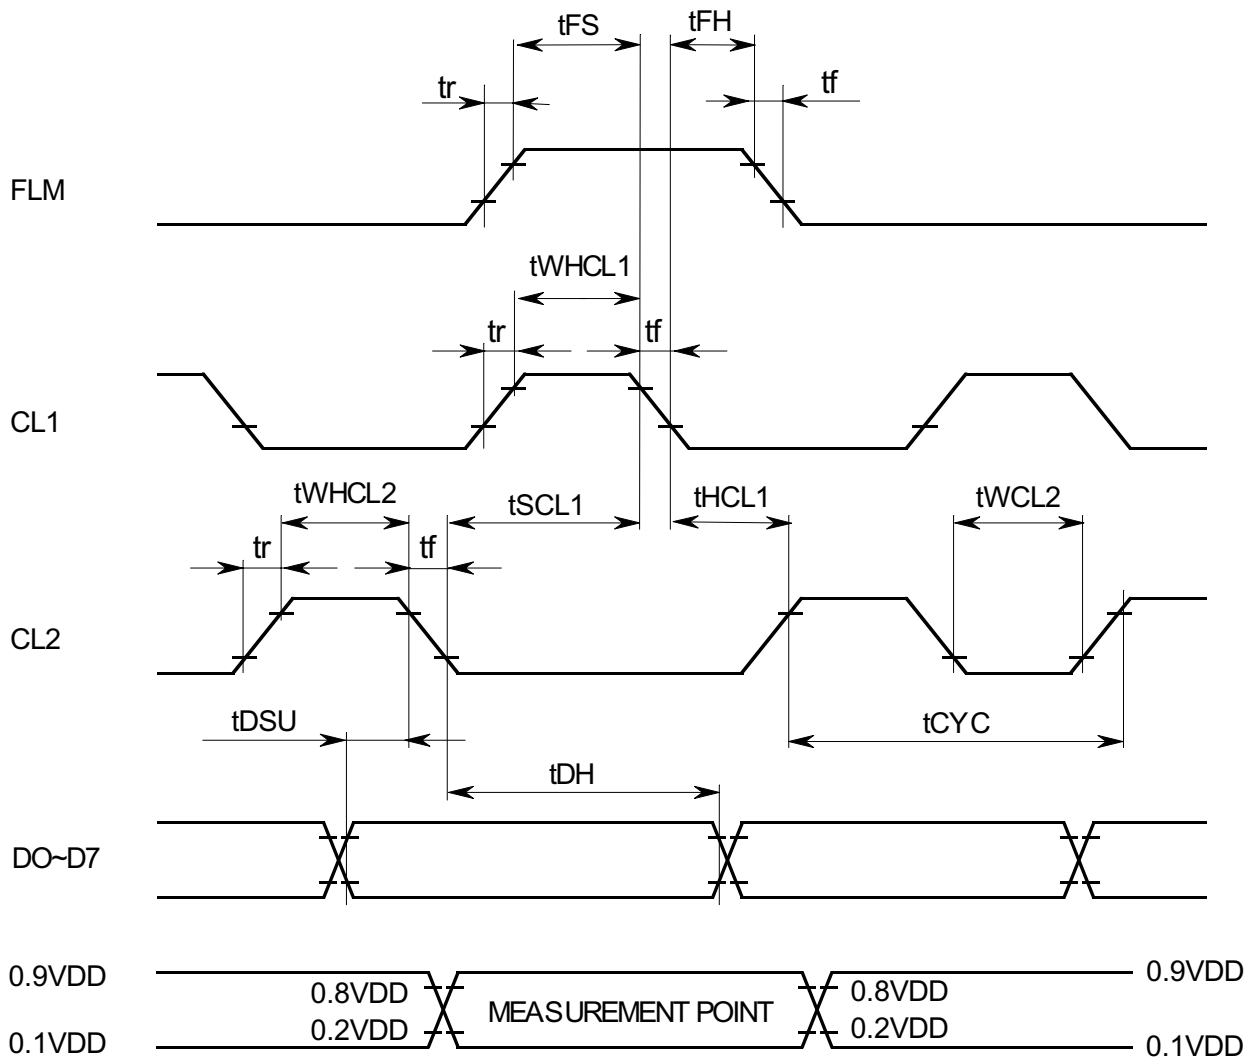 tFS
tFH
tr
tf
FLM
tWHCL1
tr
tf
CL1
tWHCL2
tSCL1
tHCL1
tWCL2
tr
tf
CL2
tDSU
tCYC
tDH
DO~D7
0.9VDD
0.8VDD
MEASUREMENT POINT
0.8VDD
0.9VDD
0.1VDD
0.2VDD
0.2VDD
0.1VDD